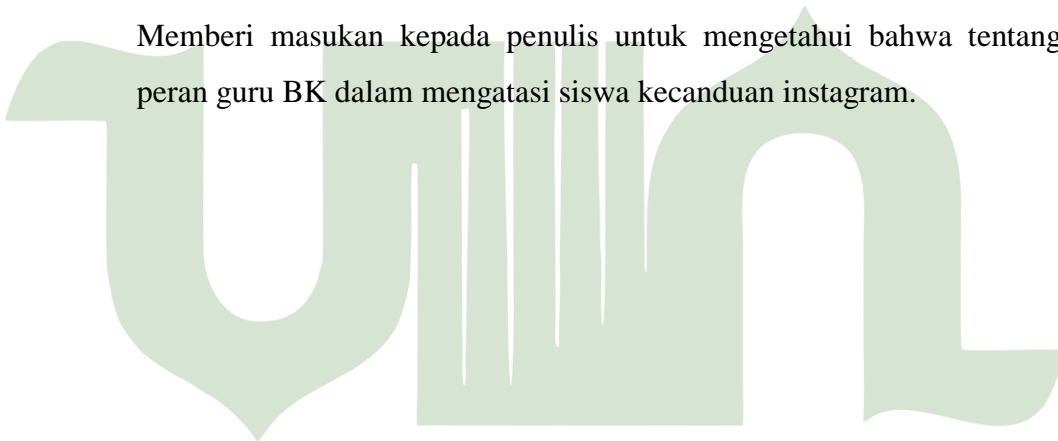 Memberi masukan kepada penulis untuk mengetahui bahwa tentang
peran guru BK dalam mengatasi siswa kecanduan instagram.